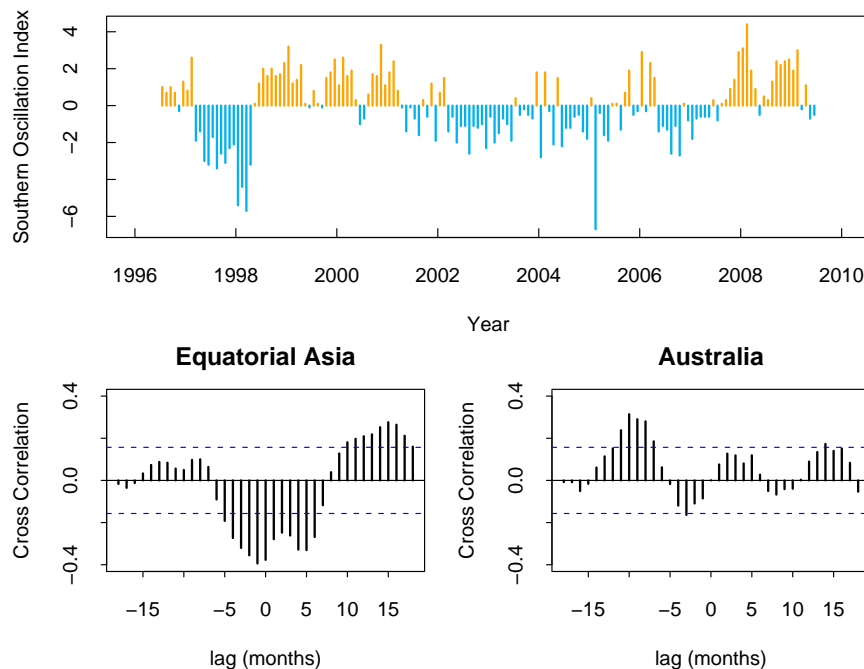 Southern Oscillation Index
4
2
0
−2
−6
1996 1998 2000 2002 2004 2006 2008 2010
Year
Equatorial Asia
Cross Correlation
0.4
0.0
−0.4
−15 −5 0 5 10 15
lag (months)
Australia
Cross Correlation
0.4
0.0
−0.4
−15 −5 0 5 10 15
lag (months)